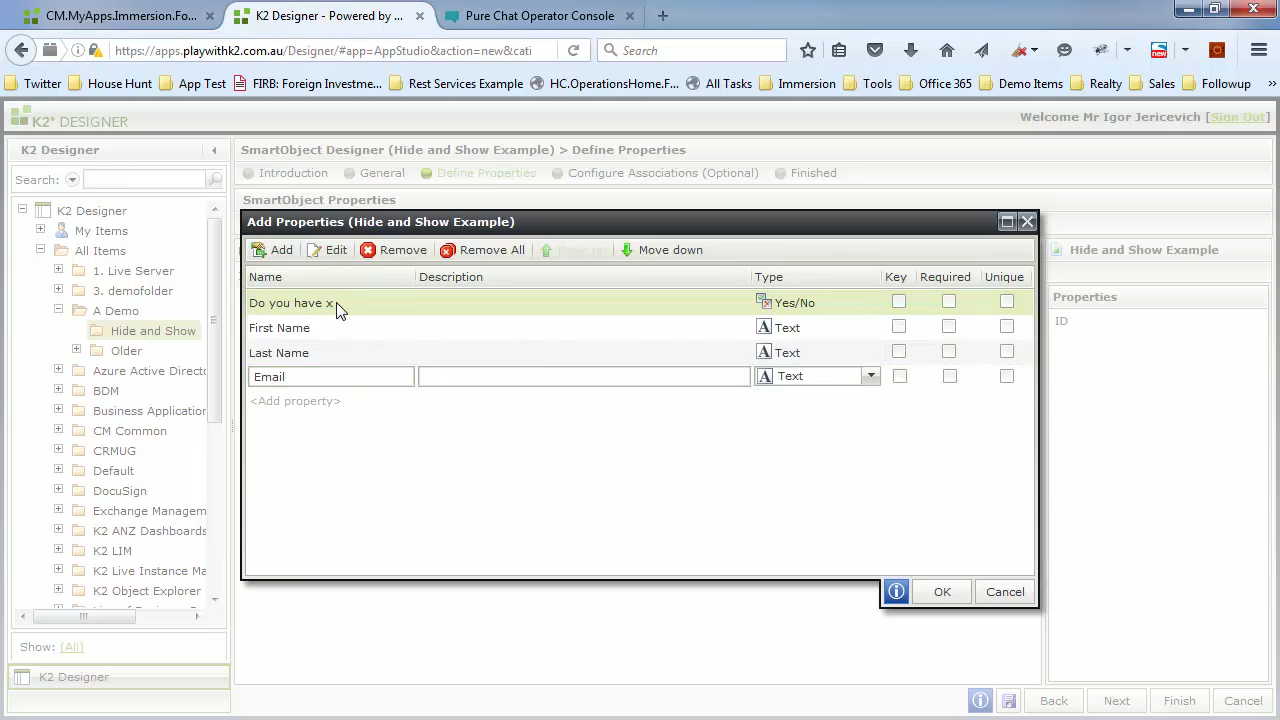 CM.MyApps.Immersion.Fo...
K2 Designer - Powered by ...
Pure Chat Operator Console
https://apps.playwithk2.com.au/Designer/#app=AppStudio&action=new&cati
Search
new
Twitter
House Hunt
App Test
FIRB: Foreign Investme...
Rest Services Example
HC.OperationsHome.F...
All Tasks
Immersion
Tools
Office 365
Demo Items
Realty
Sales
Followup
K2* DESIGNER
Welcome Mr Igor Jericevich [Sign Out]
K2 Designer
Search:
K2 Designer
My Items
All Items
1. Live Server
3. demofolder
A Demo
Hide and Show
Older
Azure Active Direct
BDM
Business Application
CM Common
CRMUG
Default
DocuSign
Exchange Managem
K2 ANZ Dashboards
K2 LIM
K2 Live Instance Ma
K2 Object Explorer
Show: (All)
K2 Designer
SmartObject Designer (Hide and Show Example) > Define Properties
Introduction
General
Define Properties
Configure Associations (Optional)
Finished
SmartObject Properties
Add Properties (Hide and Show Example)
Add
Edit
Remove
Remove All
Move down
Name
Description
Type
Key
Required
Unique
Do you have x
Yes/No
First Name
Text
Last Name
Text
Email
Text
<Add property>
OK
Cancel
Hide and Show Example
Properties
ID
Back
Next
Finish
Cancel